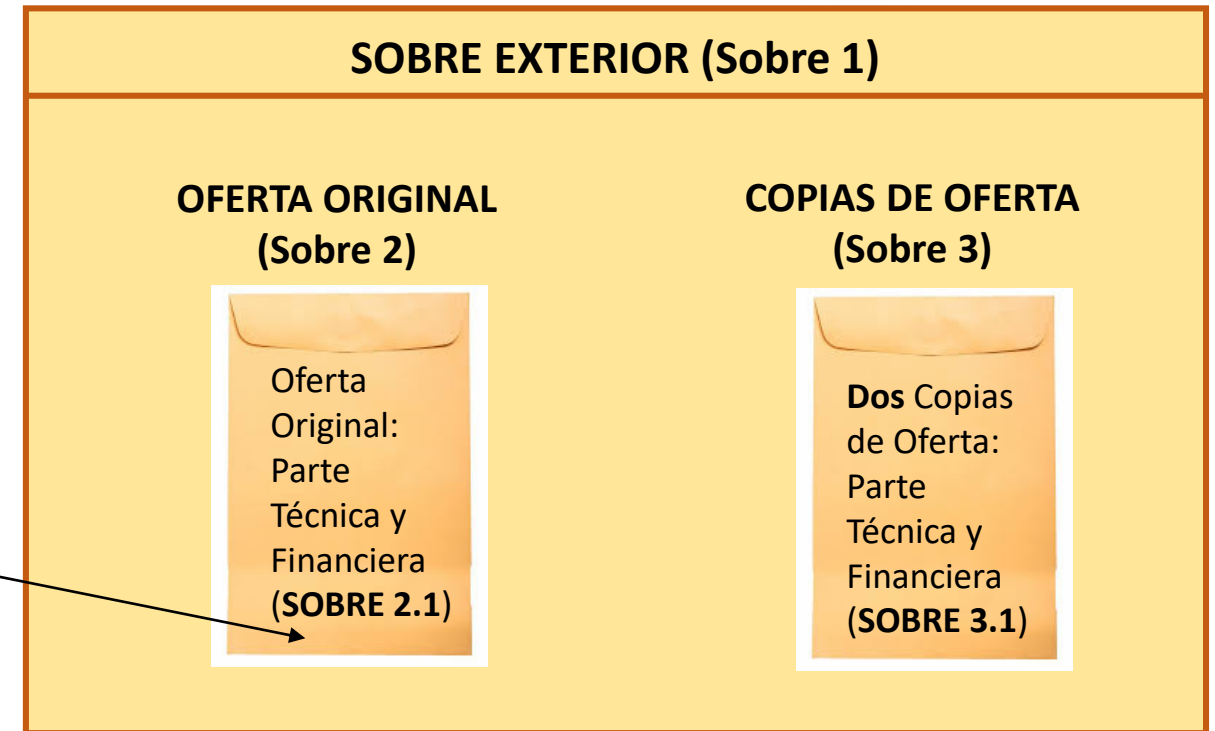 SOBRE EXTERIOR (Sobre 1)
OFERTA ORIGINAL
(Sobre 2)
Oferta
Original:
Parte
Técnica y
Financiera
(SOBRE 2.1)
COPIAS DE OFERTA
(Sobre 3)
Dos Copias
de Oferta:
Parte
Técnica y
Financiera
(SOBRE 3.1)